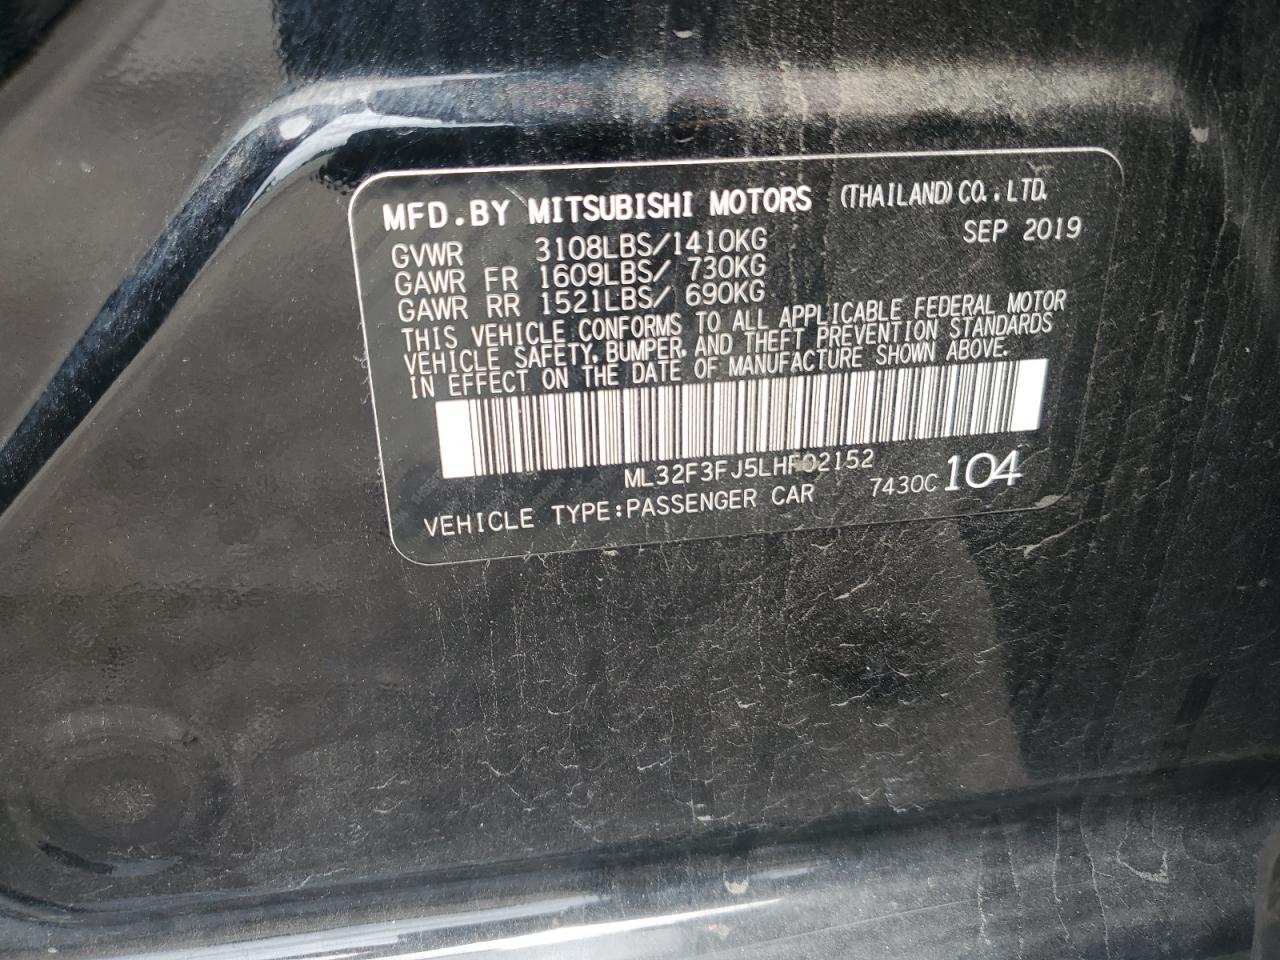 MFD.BY MITSUBISHI MOTORS (THAILAND) CO., LTD.
SEP 2019
GVWR 3108LBS/1410KG
GAWR FR 1609LBS/ 730KG
GAWR RR 1521LBS/ 690KG
THIS VEHICLE CONFORMS TO ALL APPLICABLE FEDERAL MOTOR
VEHICLE SAFETY, BUMPER, AND THEFT PREVENTION STANDARDS
IN EFFECT ON THE DATE OF MANUFACTURE SHOWN ABOVE.
ML32F3FJ5LHF02152
VEHICLE TYPE:PASSENGER CAR 7430C 104